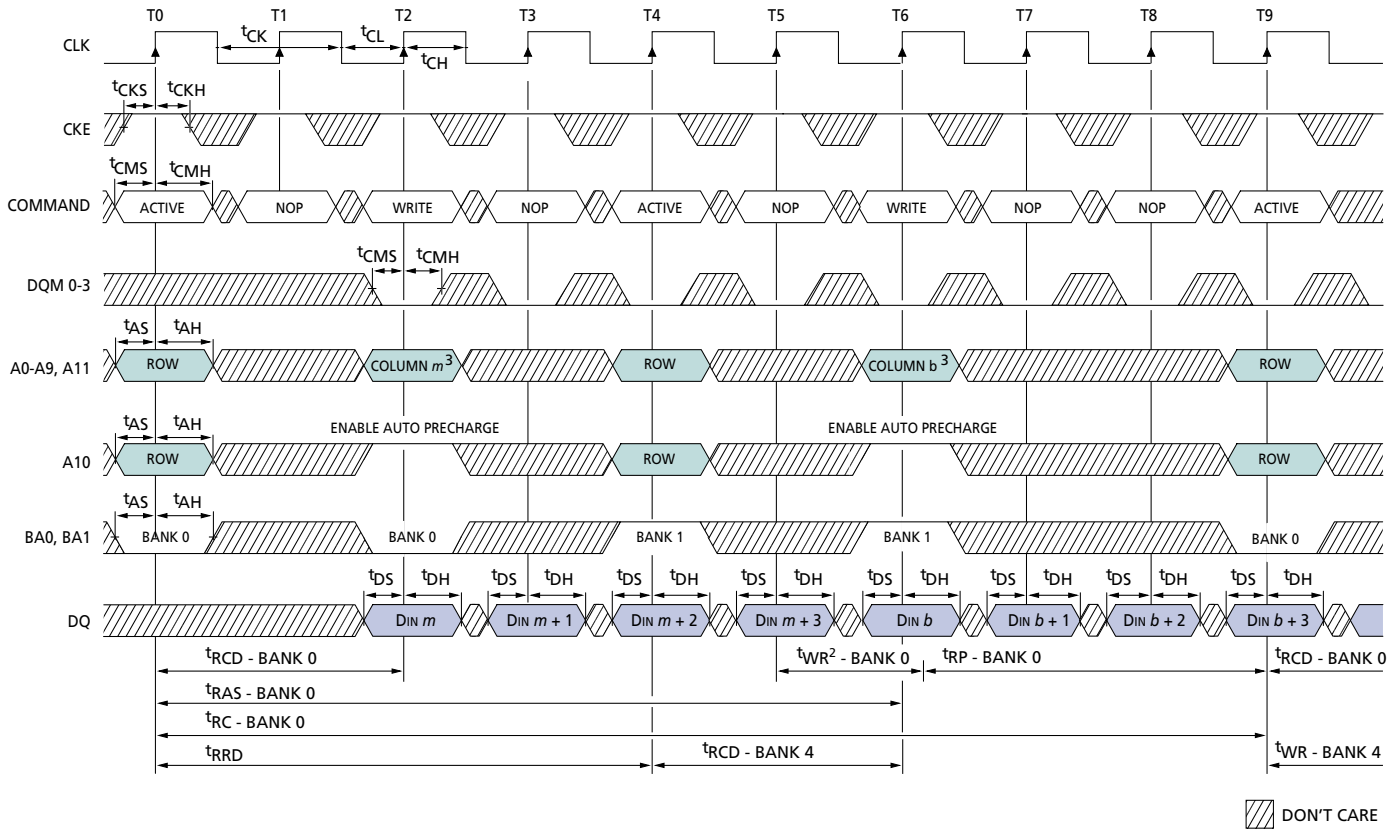 T0 T1 T2 T3 T4 T5 T6 T7 T8 T9
CLK
tCK tCL
tCH
tCKS tCKH
CKE
tCMS tCMH
COMMAND ACTIVE NOP WRITE NOP ACTIVE NOP WRITE NOP NOP ACTIVE
tCMS tCMH
DQM 0-3
tAS tAH
A0-A9, A11 ROW COLUMN m3 ROW COLUMN b3 ROW
tAS tAH
ENABLE AUTO PRECHARGE ENABLE AUTO PRECHARGE
A10 ROW ROW ROW
tAS tAH
BA0, BA1 BANK 0 BANK 0 BANK 1 BANK 1 BANK 0
tDS tDH tDS tDH tDS tDH tDS tDH tDS tDH tDS tDH tDS tDH tDS tDH
DQ DIN m DIN m + 1 DIN m + 2 DIN m + 3 DIN b DIN b + 1 DIN b + 2 DIN b + 3
tRCD - BANK 0 tWR2 - BANK 0 tRP - BANK 0 tRCD - BANK 0
tRAS - BANK 0
tRC - BANK 0
tRRD tRCD - BANK 4 tWR - BANK 4
DON'T CARE